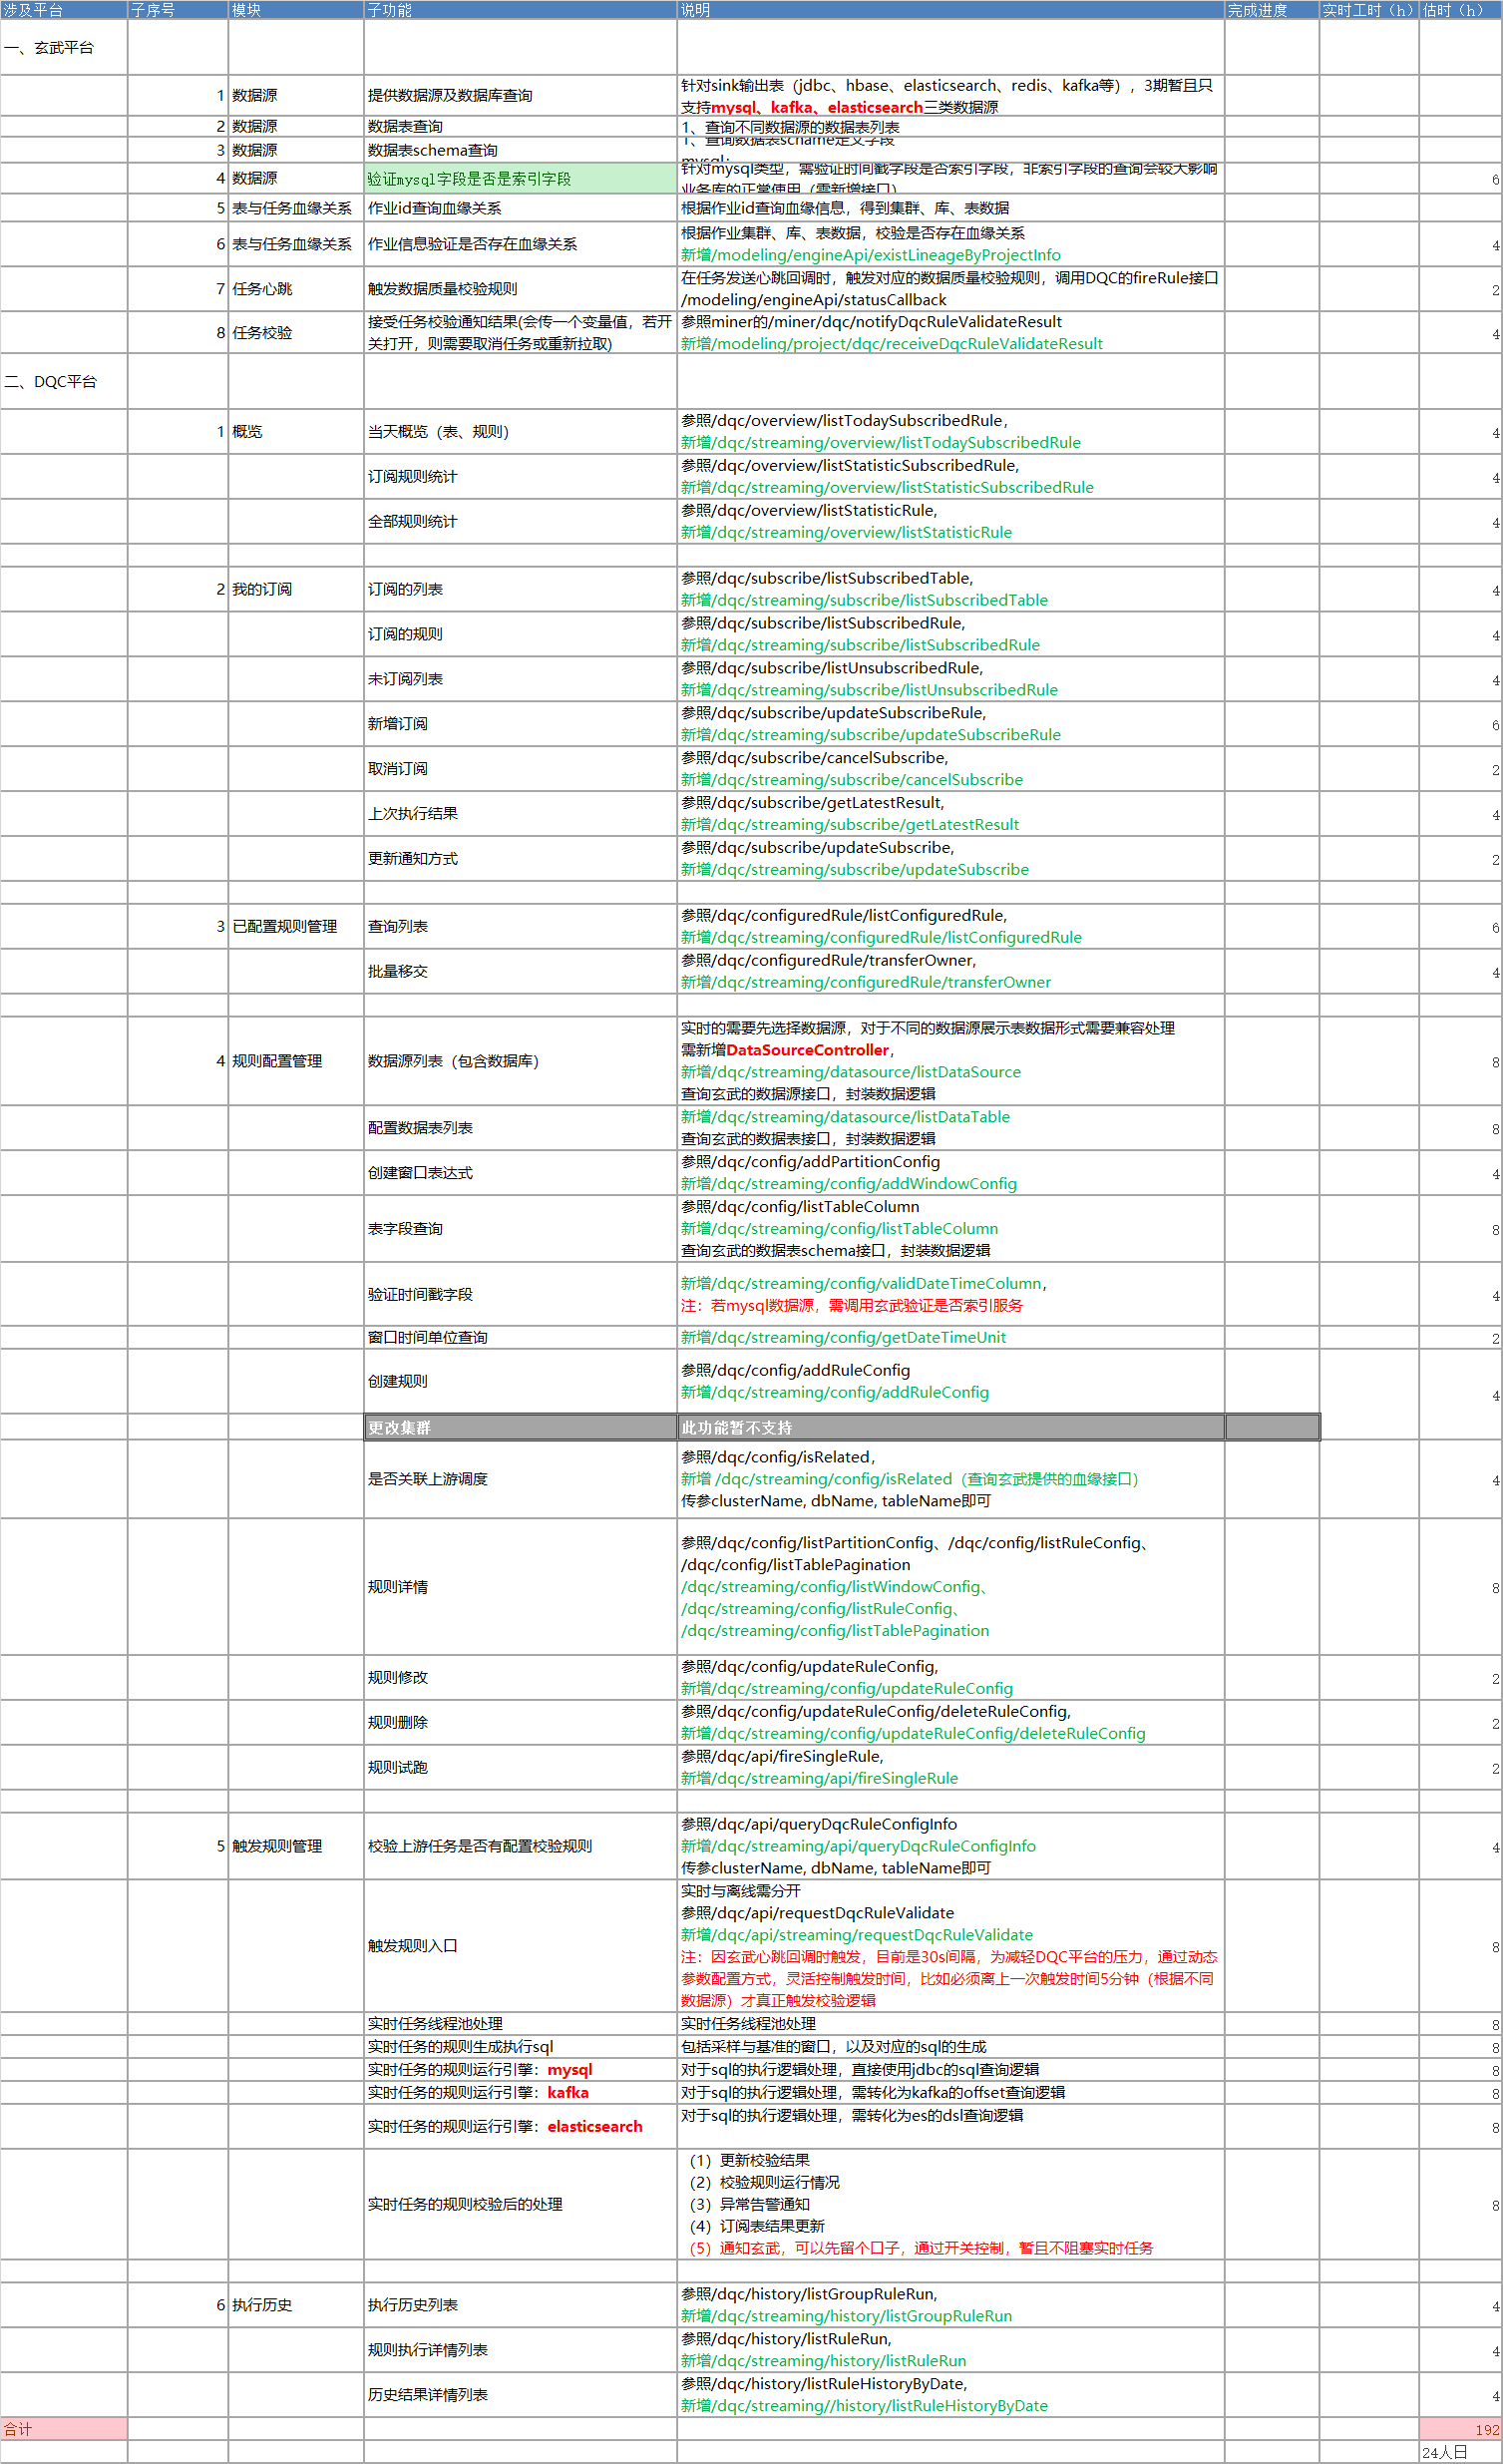 涉及平台 子序号 模块 子功能 说明 完成进度 实时工时（h） 估时（h）
一、玄武平台
1 数据源 提供数据源及数据库查询 针对sink输出表（jdbc、hbase、elasticsearch、redis、kafka等），3期暂且只
支持mysql、kafka、elasticsearch三类数据源
2 数据源 数据表查询 1、查询不同数据源的数据表列表
3 数据源 数据表schema查询 1、查询数据表schame定义字段
mysql：
4 数据源 验证mysql字段是否是索引字段 针对mysql类型，需验证时间戳字段是否索引字段，非索引字段的查询会较大影响 6
业务库的正常使用（需新增接口）
5 表与任务血缘关系 作业id查询血缘关系 根据作业id查询血缘信息，得到集群、库、表数据
6 表与任务血缘关系 作业信息验证是否存在血缘关系 根据作业集群、库、表数据，校验是否存在血缘关系 4
新增/modeling/engineApi/existLineageByProjectInfo
7 任务心跳 触发数据质量校验规则 在任务发送心跳回调时，触发对应的数据质量校验规则，调用DQC的fireRule接口 2
/modeling/engineApi/statusCallback
8 任务校验 接受任务校验通知结果(会传一个变量值，若开 参照miner的/miner/dqc/notifyDqcRuleValidateResult 4
关打开，则需要取消任务或重新拉取) 新增/modeling/project/dqc/receiveDqcRuleValidateResult
二、DQC平台
1 概览 当天概览（表、规则） 参照/dqc/overview/listTodaySubscribedRule， 4
新增/dqc/streaming/overview/listTodaySubscribedRule
订阅规则统计 参照/dqc/overview/listStatisticSubscribedRule, 4
新增/dqc/streaming/overview/listStatisticSubscribedRule
全部规则统计 参照/dqc/overview/listStatisticRule, 4
新增/dqc/streaming/overview/listStatisticRule
2 我的订阅 订阅的列表 参照/dqc/subscribe/listSubscribedTable, 4
新增/dqc/streaming/subscribe/listSubscribedTable
订阅的规则 参照/dqc/subscribe/listSubscribedRule, 4
新增/dqc/streaming/subscribe/listSubscribedRule
未订阅列表 参照/dqc/subscribe/listUnsubscribedRule, 4
新增/dqc/streaming/subscribe/listUnsubscribedRule
新增订阅 参照/dqc/subscribe/updateSubscribeRule, 6
新增/dqc/streaming/subscribe/updateSubscribeRule
取消订阅 参照/dqc/subscribe/cancelSubscribe, 2
新增/dqc/streaming/subscribe/cancelSubscribe
上次执行结果 参照/dqc/subscribe/getLatestResult, 4
新增/dqc/streaming/subscribe/getLatestResult
更新通知方式 参照/dqc/subscribe/updateSubscribe, 2
新增/dqc/streaming/subscribe/updateSubscribe
3 已配置规则管理 查询列表 参照/dqc/configuredRule/listConfiguredRule, 6
新增/dqc/streaming/configuredRule/listConfiguredRule
批量移交 参照/dqc/configuredRule/transferOwner, 4
新增/dqc/streaming/configuredRule/transferOwner
4 规则配置管理 数据源列表（包含数据库） 实时的需要先选择数据源，对于不同的数据源展示表数据形式需要兼容处理 8
需新增DataSourceController，
新增/dqc/streaming/datasource/listDataSource
查询玄武的数据源接口，封装数据逻辑
配置数据表列表 新增/dqc/streaming/datasource/listDataTable 8
查询玄武的数据表接口，封装数据逻辑
创建窗口表达式 参照/dqc/config/addPartitionConfig 4
新增/dqc/streaming/config/addWindowConfig
表字段查询 参照/dqc/config/listTableColumn 8
新增/dqc/streaming/config/listTableColumn
查询玄武的数据表schema接口，封装数据逻辑
验证时间戳字段 新增/dqc/streaming/config/validDateTimeColumn， 4
注：若mysql数据源，需调用玄武验证是否索引服务
窗口时间单位查询 新增/dqc/streaming/config/getDateTimeUnit 2
创建规则 参照/dqc/config/addRuleConfig 4
新增/dqc/streaming/config/addRuleConfig
更改集群 此功能暂不支持
是否关联上游调度 参照/dqc/config/isRelated， 4
新增 /dqc/streaming/config/isRelated（查询玄武提供的血缘接口）
传参clusterName, dbName, tableName即可
规则详情 参照/dqc/config/listPartitionConfig、/dqc/config/listRuleConfig、 8
/dqc/config/listTablePagination
/dqc/streaming/config/listWindowConfig、
/dqc/streaming/config/listRuleConfig、
/dqc/streaming/config/listTablePagination
规则修改 参照/dqc/config/updateRuleConfig, 2
新增/dqc/streaming/config/updateRuleConfig
规则删除 参照/dqc/config/updateRuleConfig/deleteRuleConfig, 2
新增/dqc/streaming/config/updateRuleConfig/deleteRuleConfig
规则试跑 参照/dqc/api/fireSingleRule, 2
新增/dqc/streaming/api/fireSingleRule
5 触发规则管理 校验上游任务是否有配置校验规则 参照/dqc/api/queryDqcRuleConfigInfo 4
新增/dqc/streaming/api/queryDqcRuleConfigInfo
传参clusterName, dbName, tableName即可
触发规则入口 实时与离线需分开 8
参照/dqc/api/requestDqcRuleValidate
新增/dqc/api/streaming/requestDqcRuleValidate
注：因玄武心跳回调时触发，目前是30s间隔，为减轻DQC平台的压力，通过动态
参数配置方式，灵活控制触发时间，比如必须离上一次触发时间5分钟（根据不同
数据源）才真正触发校验逻辑
实时任务线程池处理 实时任务线程池处理 8
实时任务的规则生成执行sql 包括采样与基准的窗口，以及对应的sql的生成 8
实时任务的规则运行引擎：mysql 对于sql的执行逻辑处理，直接使用jdbc的sql查询逻辑 8
实时任务的规则运行引擎：kafka 对于sql的执行逻辑处理，需转化为kafka的offset查询逻辑 8
实时任务的规则运行引擎：elasticsearch 对于sql的执行逻辑处理，需转化为es的dsl查询逻辑 8
实时任务的规则校验后的处理 （1）更新校验结果 8
（2）校验规则运行情况
（3）异常告警通知
（4）订阅表结果更新
（5）通知玄武，可以先留个口子，通过开关控制，暂且不阻塞实时任务
6 执行历史 执行历史列表 参照/dqc/history/listGroupRuleRun, 4
新增/dqc/streaming/history/listGroupRuleRun
规则执行详情列表 参照/dqc/history/listRuleRun, 4
新增/dqc/streaming/history/listRuleRun
历史结果详情列表 参照/dqc/history/listRuleHistoryByDate, 4
新增/dqc/streaming//history/listRuleHistoryByDate
合计 192
24人日